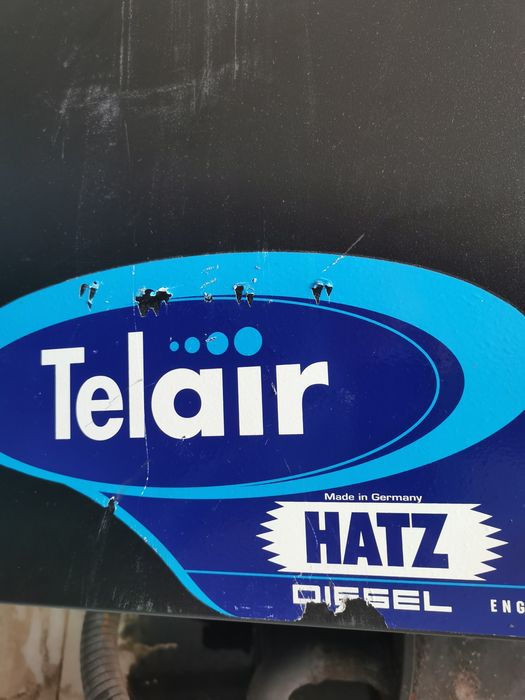 Telair
Made in Germany
HATZ
DIESEL ENG